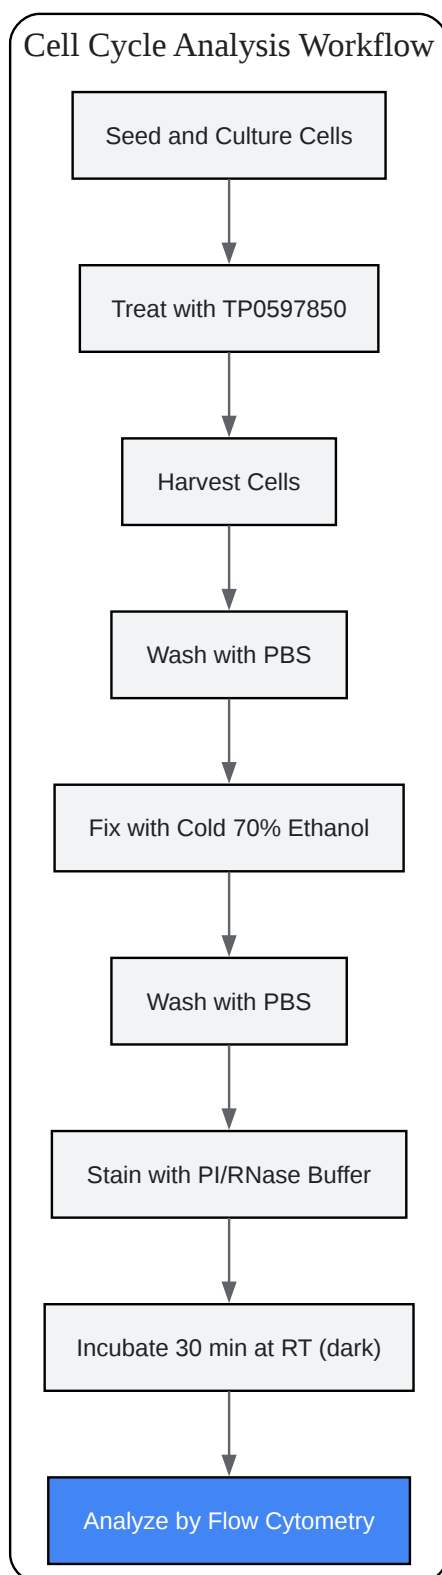 Cell Cycle Analysis Workflow
Seed and Culture Cells
Treat with TP0597850
Harvest Cells
Wash with PBS
Fix with Cold 70% Ethanol
Wash with PBS
Stain with PI/RNase Buffer
Incubate 30 min at RT (dark)
Analyze by Flow Cytometry